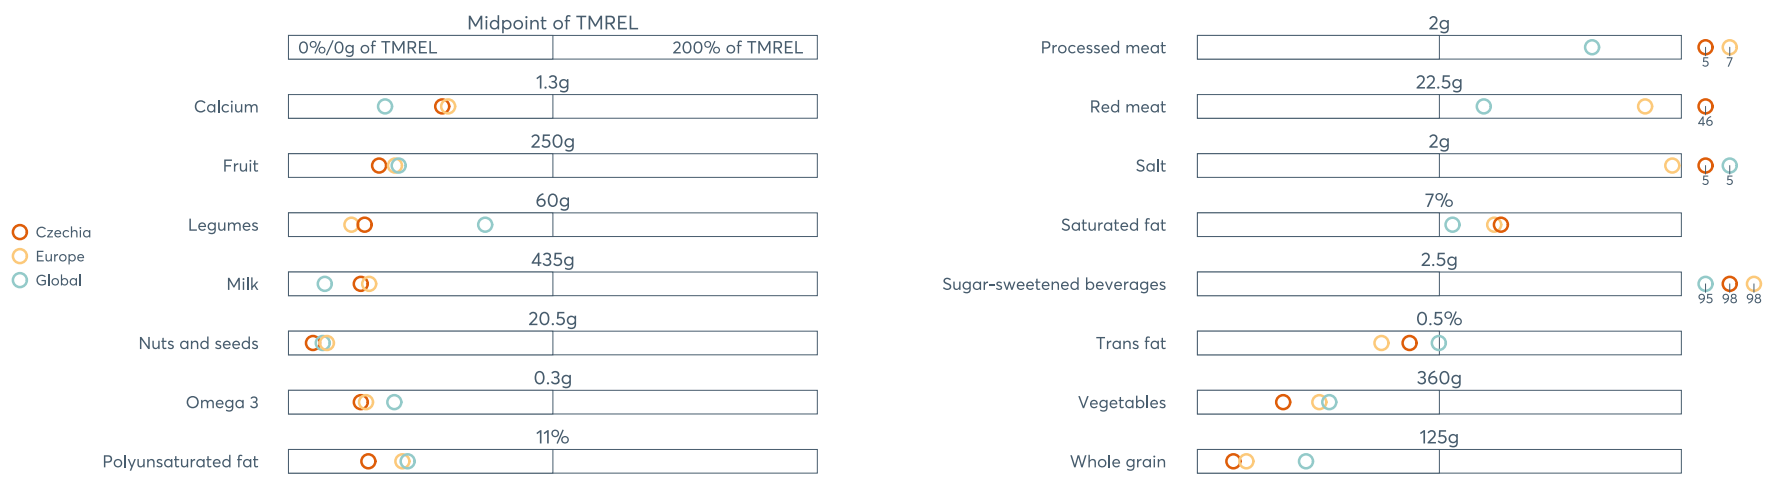 Midpoint of TMREL
0%/0g of TMREL 200% of TMREL
1.3g
Calcium
250g
Fruit
60g
Legumes
435g
Milk
20.5g
Nuts and seeds
0.3g
Omega 3
11%
Polyunsaturated fat
Czechia
Europe
Global
2g
Processed meat
5 7
22.5g
Red meat
46
2g
Salt
5 5
7%
Saturated fat
2.5g
Sugar-sweetened beverages
95 98 98
0.5%
Trans fat
360g
Vegetables
125g
Whole grain